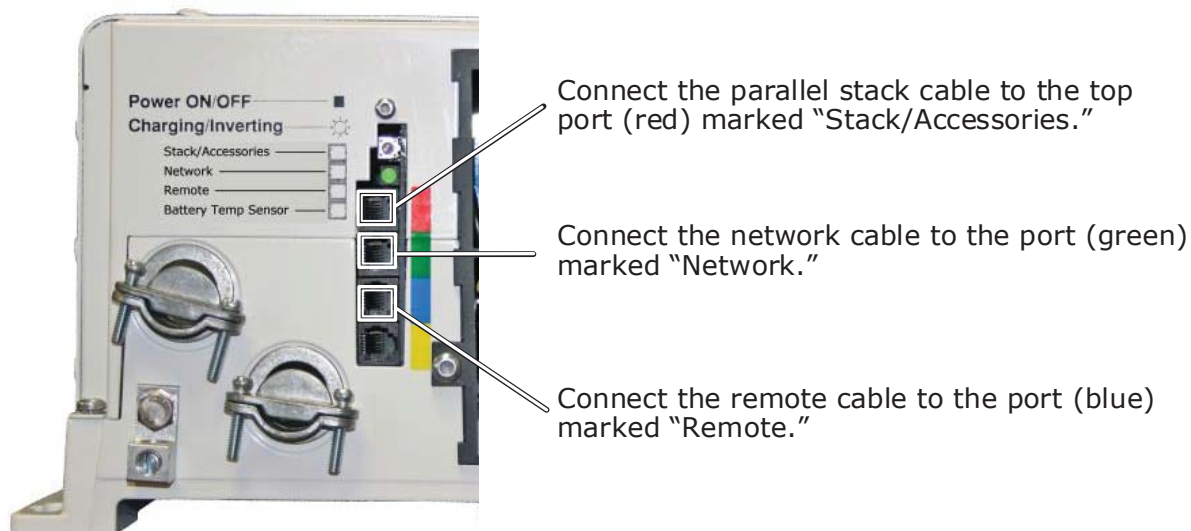 Power ON/OFF
Charging/Inverting
Stack/Accessories
Network
Remote
Battery Temp Sensor
Connect the parallel stack cable to the top
port (red) marked “Stack/Accessories.”
Connect the network cable to the port (green)
marked “Network.”
Connect the remote cable to the port (blue)
marked “Remote.”